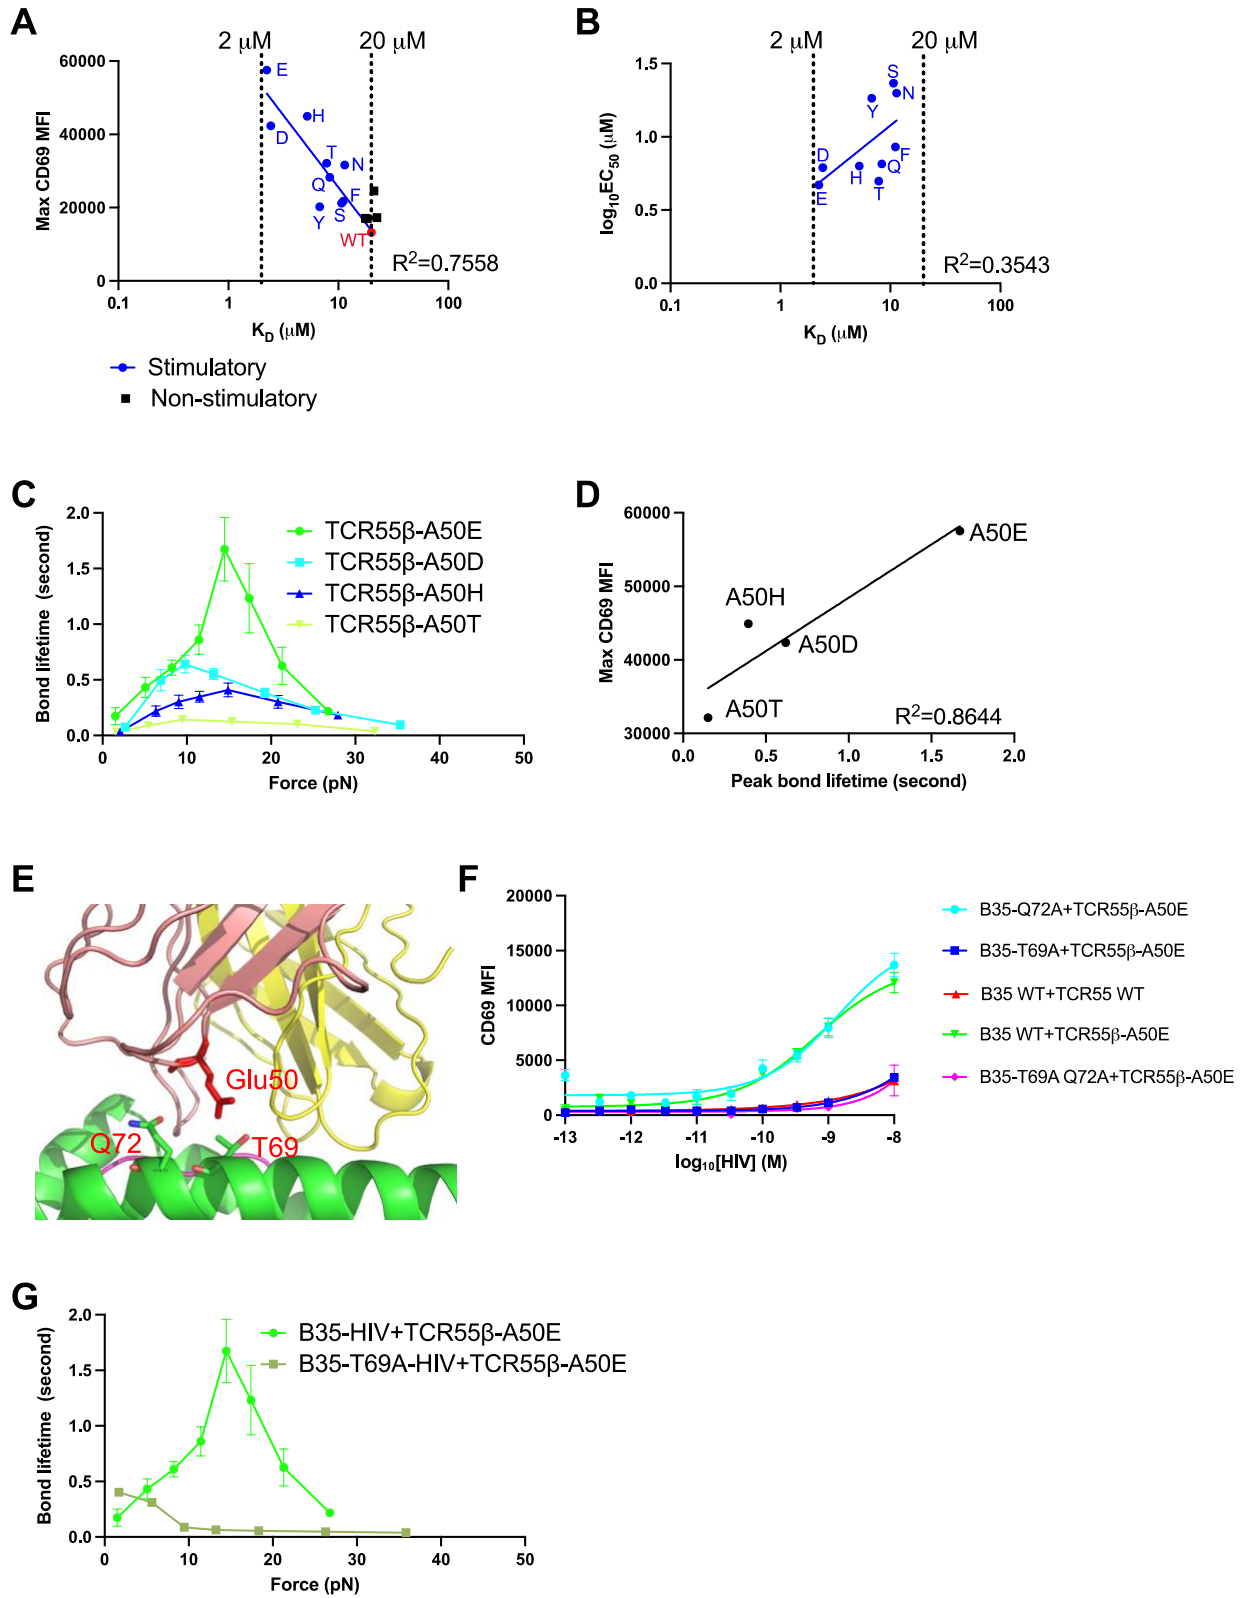 A
2 μM
20 μM
60000
40000
20000
0
Max CD69 MFI
E
D
H
T
N
Q
F
S
Y
WT
R²=0.7558
0.1
1
10
100
K_D (μM)
Stimulatory
Non-stimulatory
B
2 μM
20 μM
1.5
1.0
0.5
0.0
log₁₀EC₅₀ (μM)
S
N
Y
D
F
H
Q
E
T
R²=0.3543
0.1
1
10
100
K_D (μM)
C
2.0
1.5
1.0
0.5
0.0
Bond lifetime (second)
TCR55β-A50E
TCR55β-A50D
TCR55β-A50H
TCR55β-A50T
0
10
20
30
40
50
Force (pN)
D
60000
50000
40000
30000
Max CD69 MFI
A50E
A50H
A50D
A50T
R²=0.8644
0.0
0.5
1.0
1.5
2.0
Peak bond lifetime (second)
E
Glu50
Q72
T69
F
20000
15000
10000
5000
0
CD69 MFI
-13
-12
-11
-10
-9
-8
log₁₀[HIV] (M)
B35-Q72A+TCR55β-A50E
B35-T69A+TCR55β-A50E
B35 WT+TCR55 WT
B35 WT+TCR55β-A50E
B35-T69A Q72A+TCR55β-A50E
G
2.0
1.5
1.0
0.5
0.0
Bond lifetime (second)
B35-HIV+TCR55β-A50E
B35-T69A-HIV+TCR55β-A50E
0
10
20
30
40
50
Force (pN)